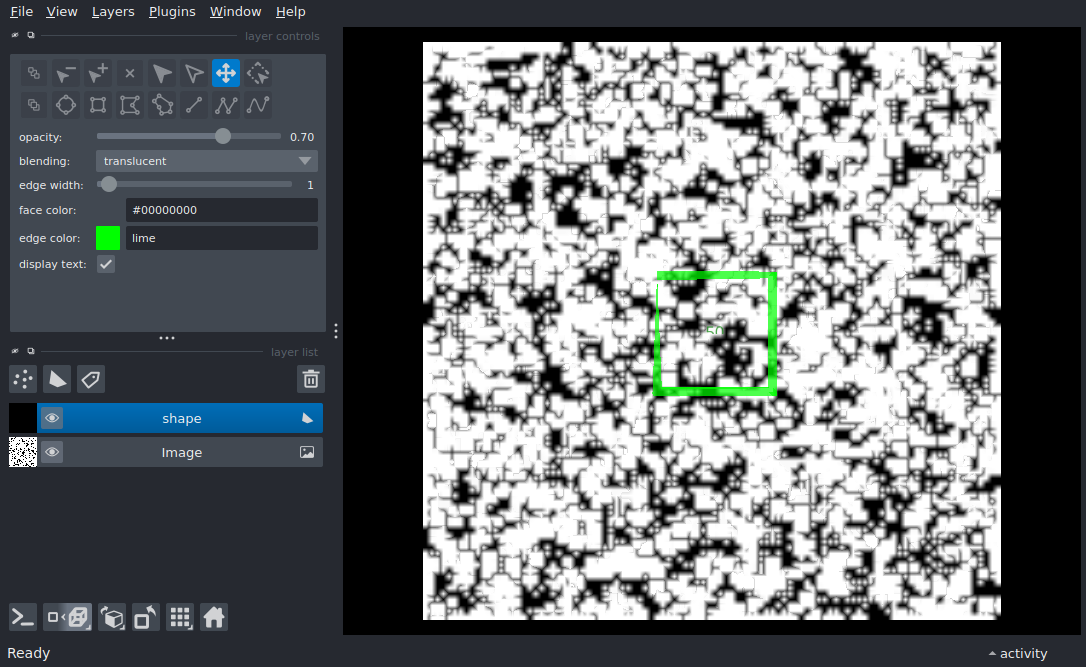 File View Layers Plugins Window Help
layer controls
opacity: 0.70
blending: translucent
edge width: 1
face color: #00000000
edge color: lime
display text:
layer list
shape
Image
Ready
activity